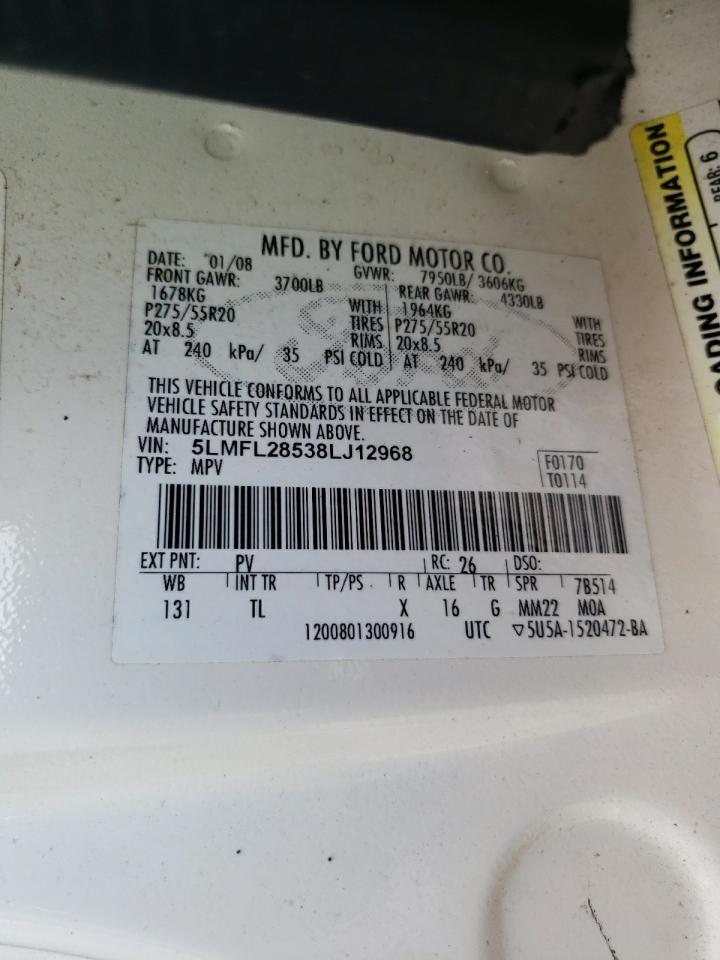 MFD. BY FORD MOTOR CO.
DATE: 01/08 GVWR: 7950LB/ 3606KG
FRONT GAWR: 3700LB REAR GAWR: 4330LB
1678KG WITH 1964KG WITH
P275/55R20 TIRES P275/55R20 TIRES
20x8.5 RIMS 20x8.5 RIMS
AT 240 kPa/ 35 PSI COLD AT 240 kPa/ 35 PSI COLD
THIS VEHICLE CONFORMS TO ALL APPLICABLE FEDERAL MOTOR
VEHICLE SAFETY STANDARDS IN EFFECT ON THE DATE OF
MANUFACTURE SHOWN ABOVE.
VIN: 5LMFL28538LJ12968
TYPE: MPV
F0170
T0114
EXT PNT: PV RC: 26 DSO:
WB INT TR TP/PS R AXLE TR SPR 7B514
131 TL X 16 G MM22 MOA
1200801300916 UTC ▽5U5A-1520472-BA
Ford
ADING INFORMATION
REAR: 6